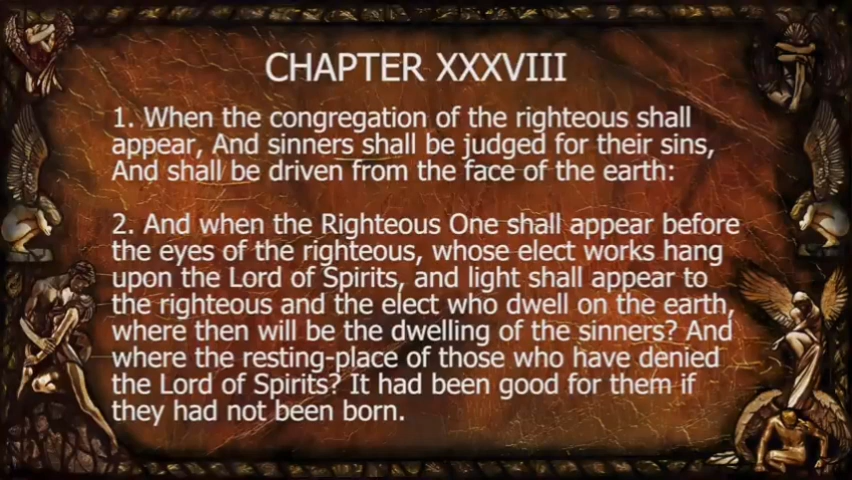 CHAPTER XXXVIII
1. When the congregation of the righteous shall
appear, And sinners shall be judged for their sins,
And shall be driven from the face of the earth:
2. And when the Righteous One shall appear before
the eyes of the righteous, whose elect works hang
upon the Lord of Spirits, and light shall appear to
the righteous and the elect who dwell on the earth,
where then will be the dwelling of the sinners? And
where the resting-place of those who have denied
the Lord of Spirits? It had been good for them if
they had not been born.